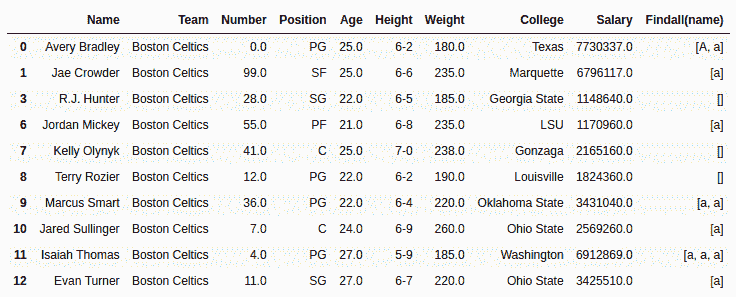 Name Team Number Position Age Height Weight College Salary Findall(name)
0 Avery Bradley Boston Celtics 0.0 PG 25.0 6-2 180.0 Texas 7730337.0 [A, a]
1 Jae Crowder Boston Celtics 99.0 SF 25.0 6-6 235.0 Marquette 6796117.0 [a]
3 R.J. Hunter Boston Celtics 28.0 SG 22.0 6-5 185.0 Georgia State 1148640.0 []
6 Jordan Mickey Boston Celtics 55.0 PF 21.0 6-8 235.0 LSU 1170960.0 [a]
7 Kelly Olynyk Boston Celtics 41.0 C 25.0 7-0 238.0 Gonzaga 2165160.0 []
8 Terry Rozier Boston Celtics 12.0 PG 22.0 6-2 190.0 Louisville 1824360.0 []
9 Marcus Smart Boston Celtics 36.0 PG 22.0 6-4 220.0 Oklahoma State 3431040.0 [a, a]
10 Jared Sullinger Boston Celtics 7.0 C 24.0 6-9 260.0 Ohio State 2569260.0 [a]
11 Isaiah Thomas Boston Celtics 4.0 PG 27.0 5-9 185.0 Washington 6912869.0 [a, a, a]
12 Evan Turner Boston Celtics 11.0 SG 27.0 6-7 220.0 Ohio State 3425510.0 [a]